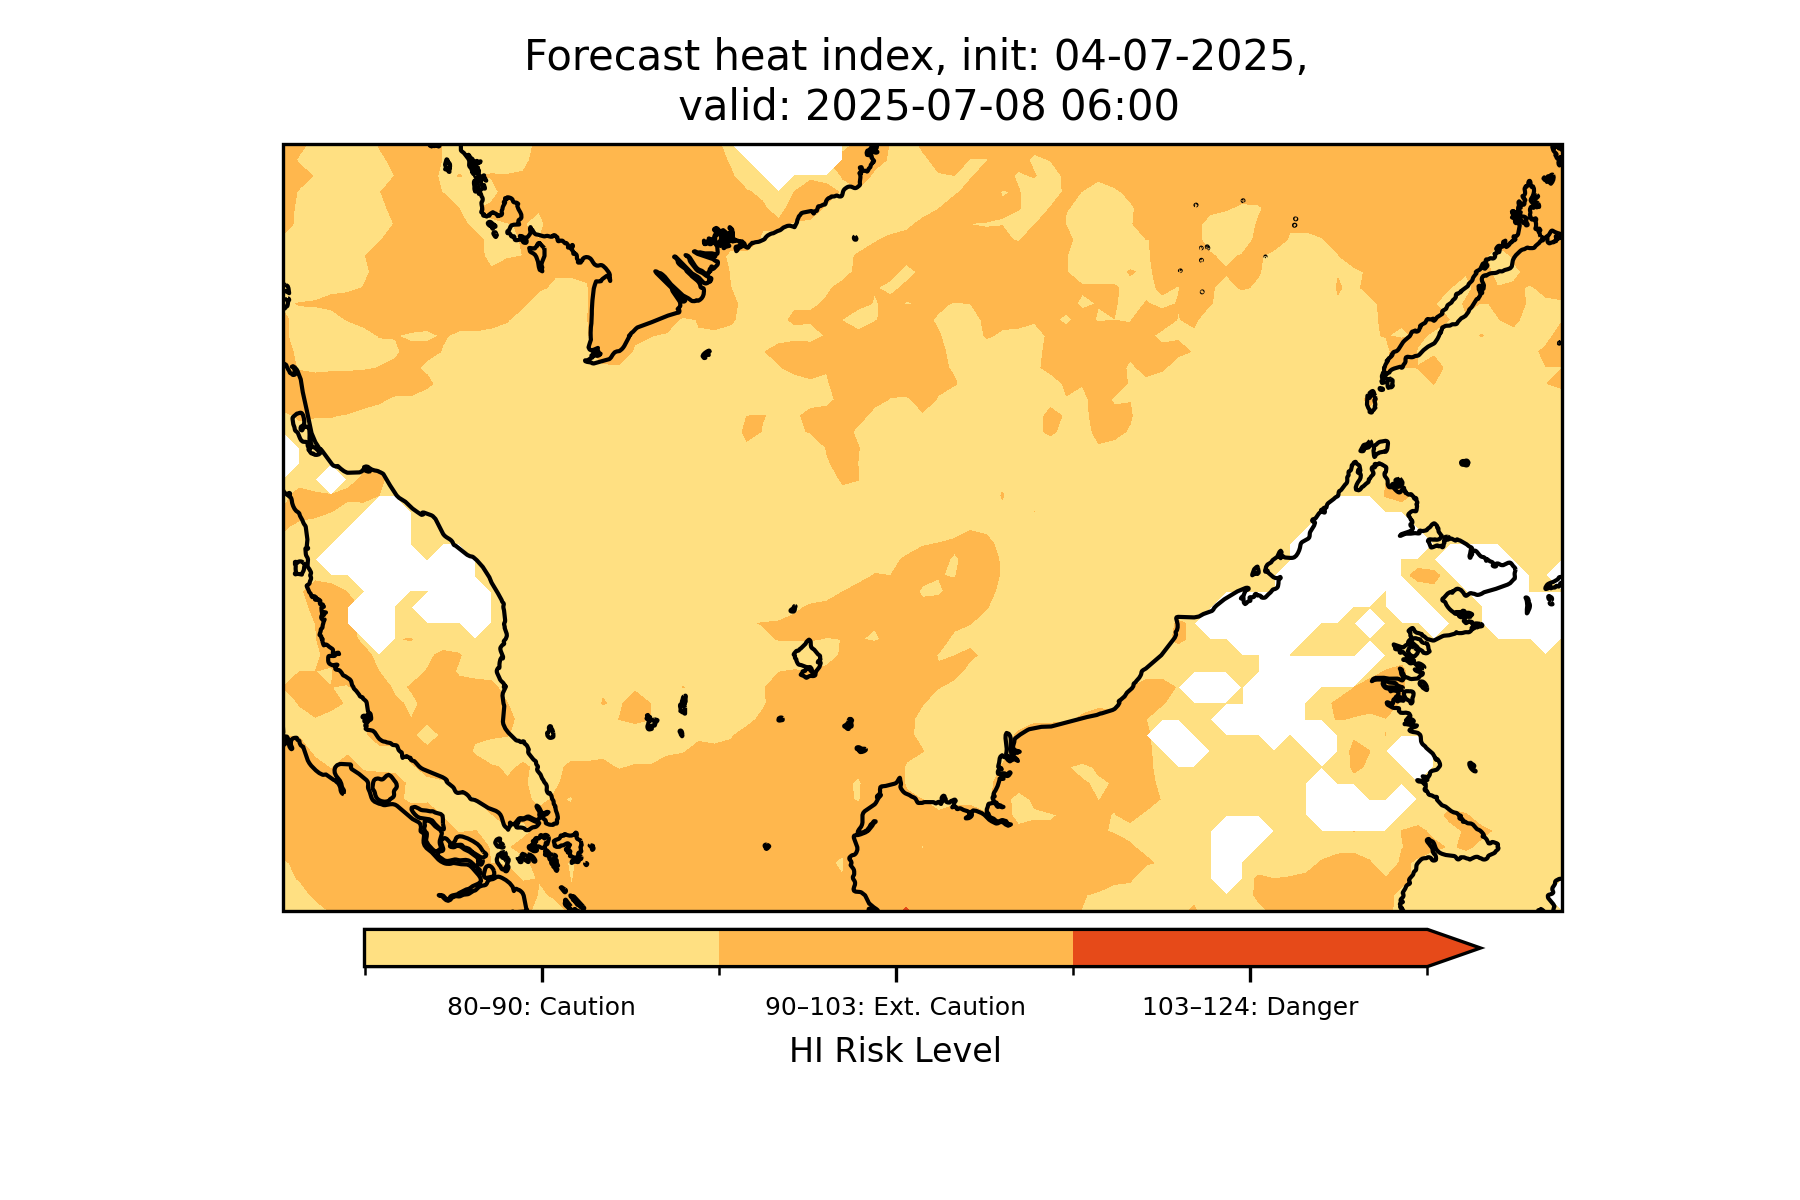 Forecast heat index, init: 04-07-2025,
valid: 2025-07-08 06:00
80–90: Caution
90–103: Ext. Caution
103–124: Danger
HI Risk Level